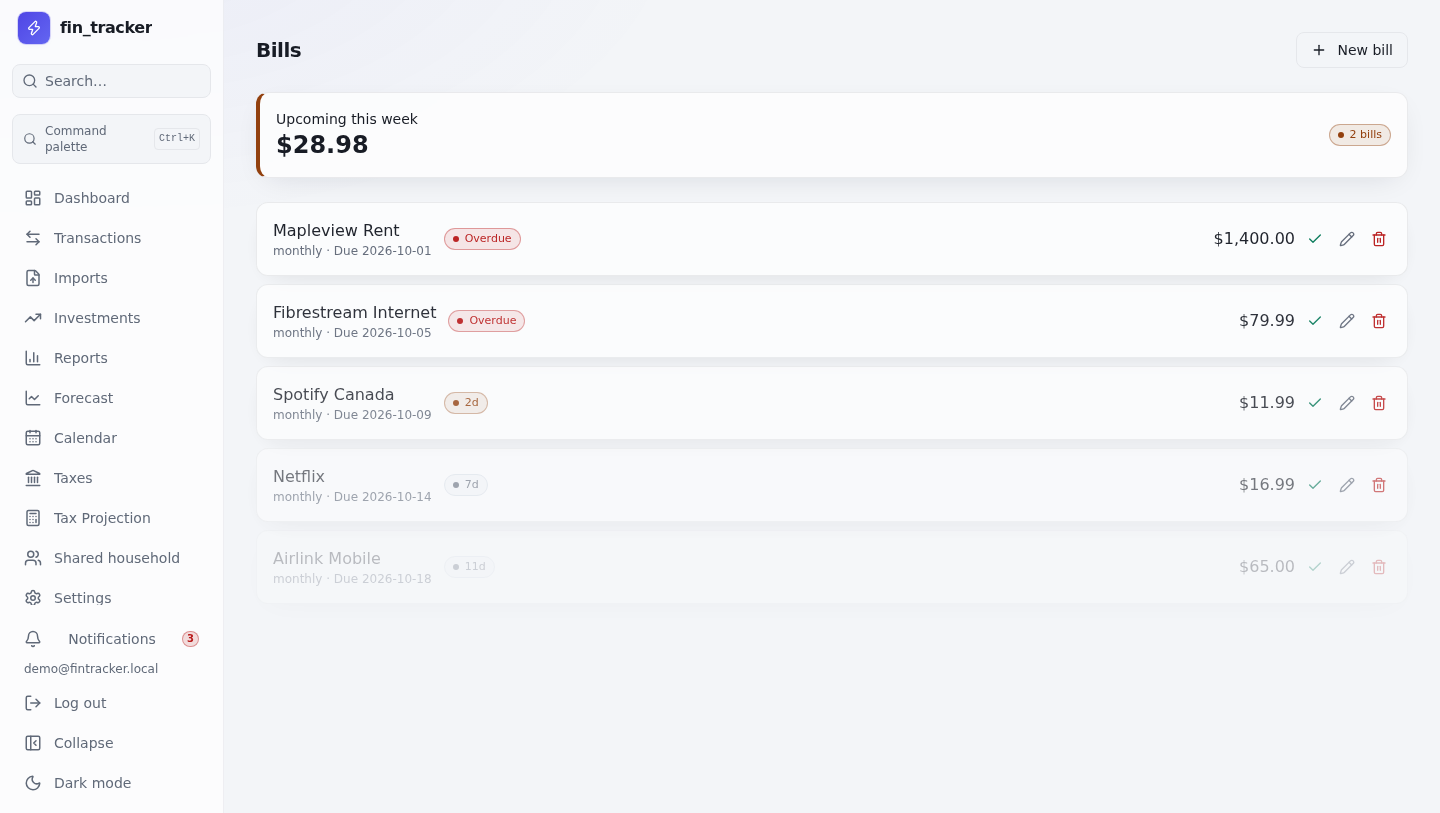 fin_tracker
Search...
Command
palette
Ctrl+K
Dashboard
Transactions
Imports
Investments
Reports
Forecast
Calendar
Taxes
Tax Projection
Shared household
Settings
Notifications
3
demo@fintracker.local
Log out
Collapse
Dark mode
Bills
New bill
Upcoming this week
$28.98
2 bills
Mapleview Rent
monthly · Due 2026-10-01
Overdue
$1,400.00
Fibrestream Internet
monthly · Due 2026-10-05
Overdue
$79.99
Spotify Canada
monthly · Due 2026-10-09
2d
$11.99
Netflix
monthly · Due 2026-10-14
7d
$16.99
Airlink Mobile
monthly · Due 2026-10-18
11d
$65.00